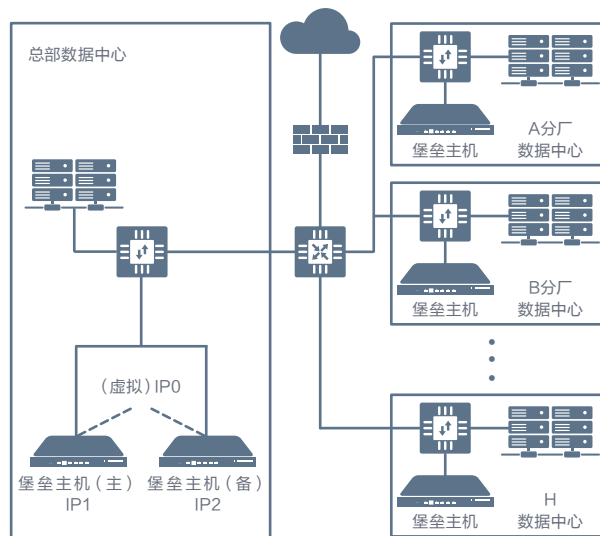 总部数据中心
(虚拟)IP0
堡垒主机(主)
IP1
堡垒主机(备)
IP2
A分厂
堡垒主机
数据中心
B分厂
堡垒主机
数据中心
H
堡垒主机
数据中心